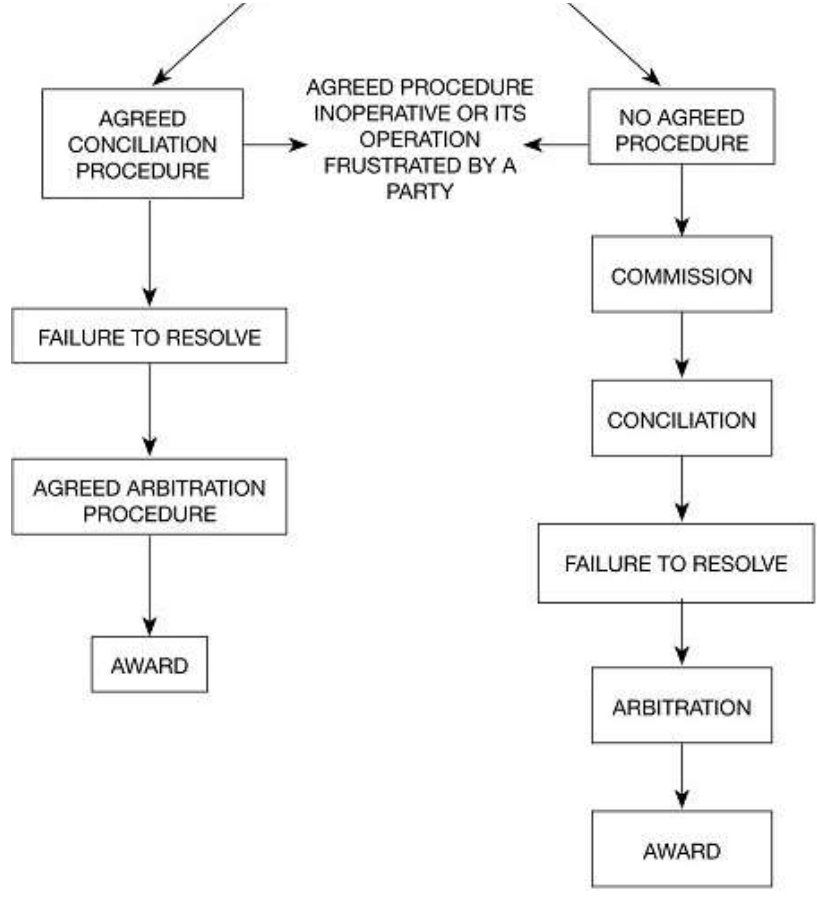 AGREED
CONCILIATION
PROCEDURE
AGREED PROCEDURE
INOPERATIVE OR ITS
OPERATION
FRUSTRATED BY A
PARTY
NO AGREED
PROCEDURE
COMMISSION
CONCILIATION
FAILURE TO RESOLVE
ARBITRATION
AWARD
FAILURE TO RESOLVE
AGREED ARBITRATION
PROCEDURE
AWARD